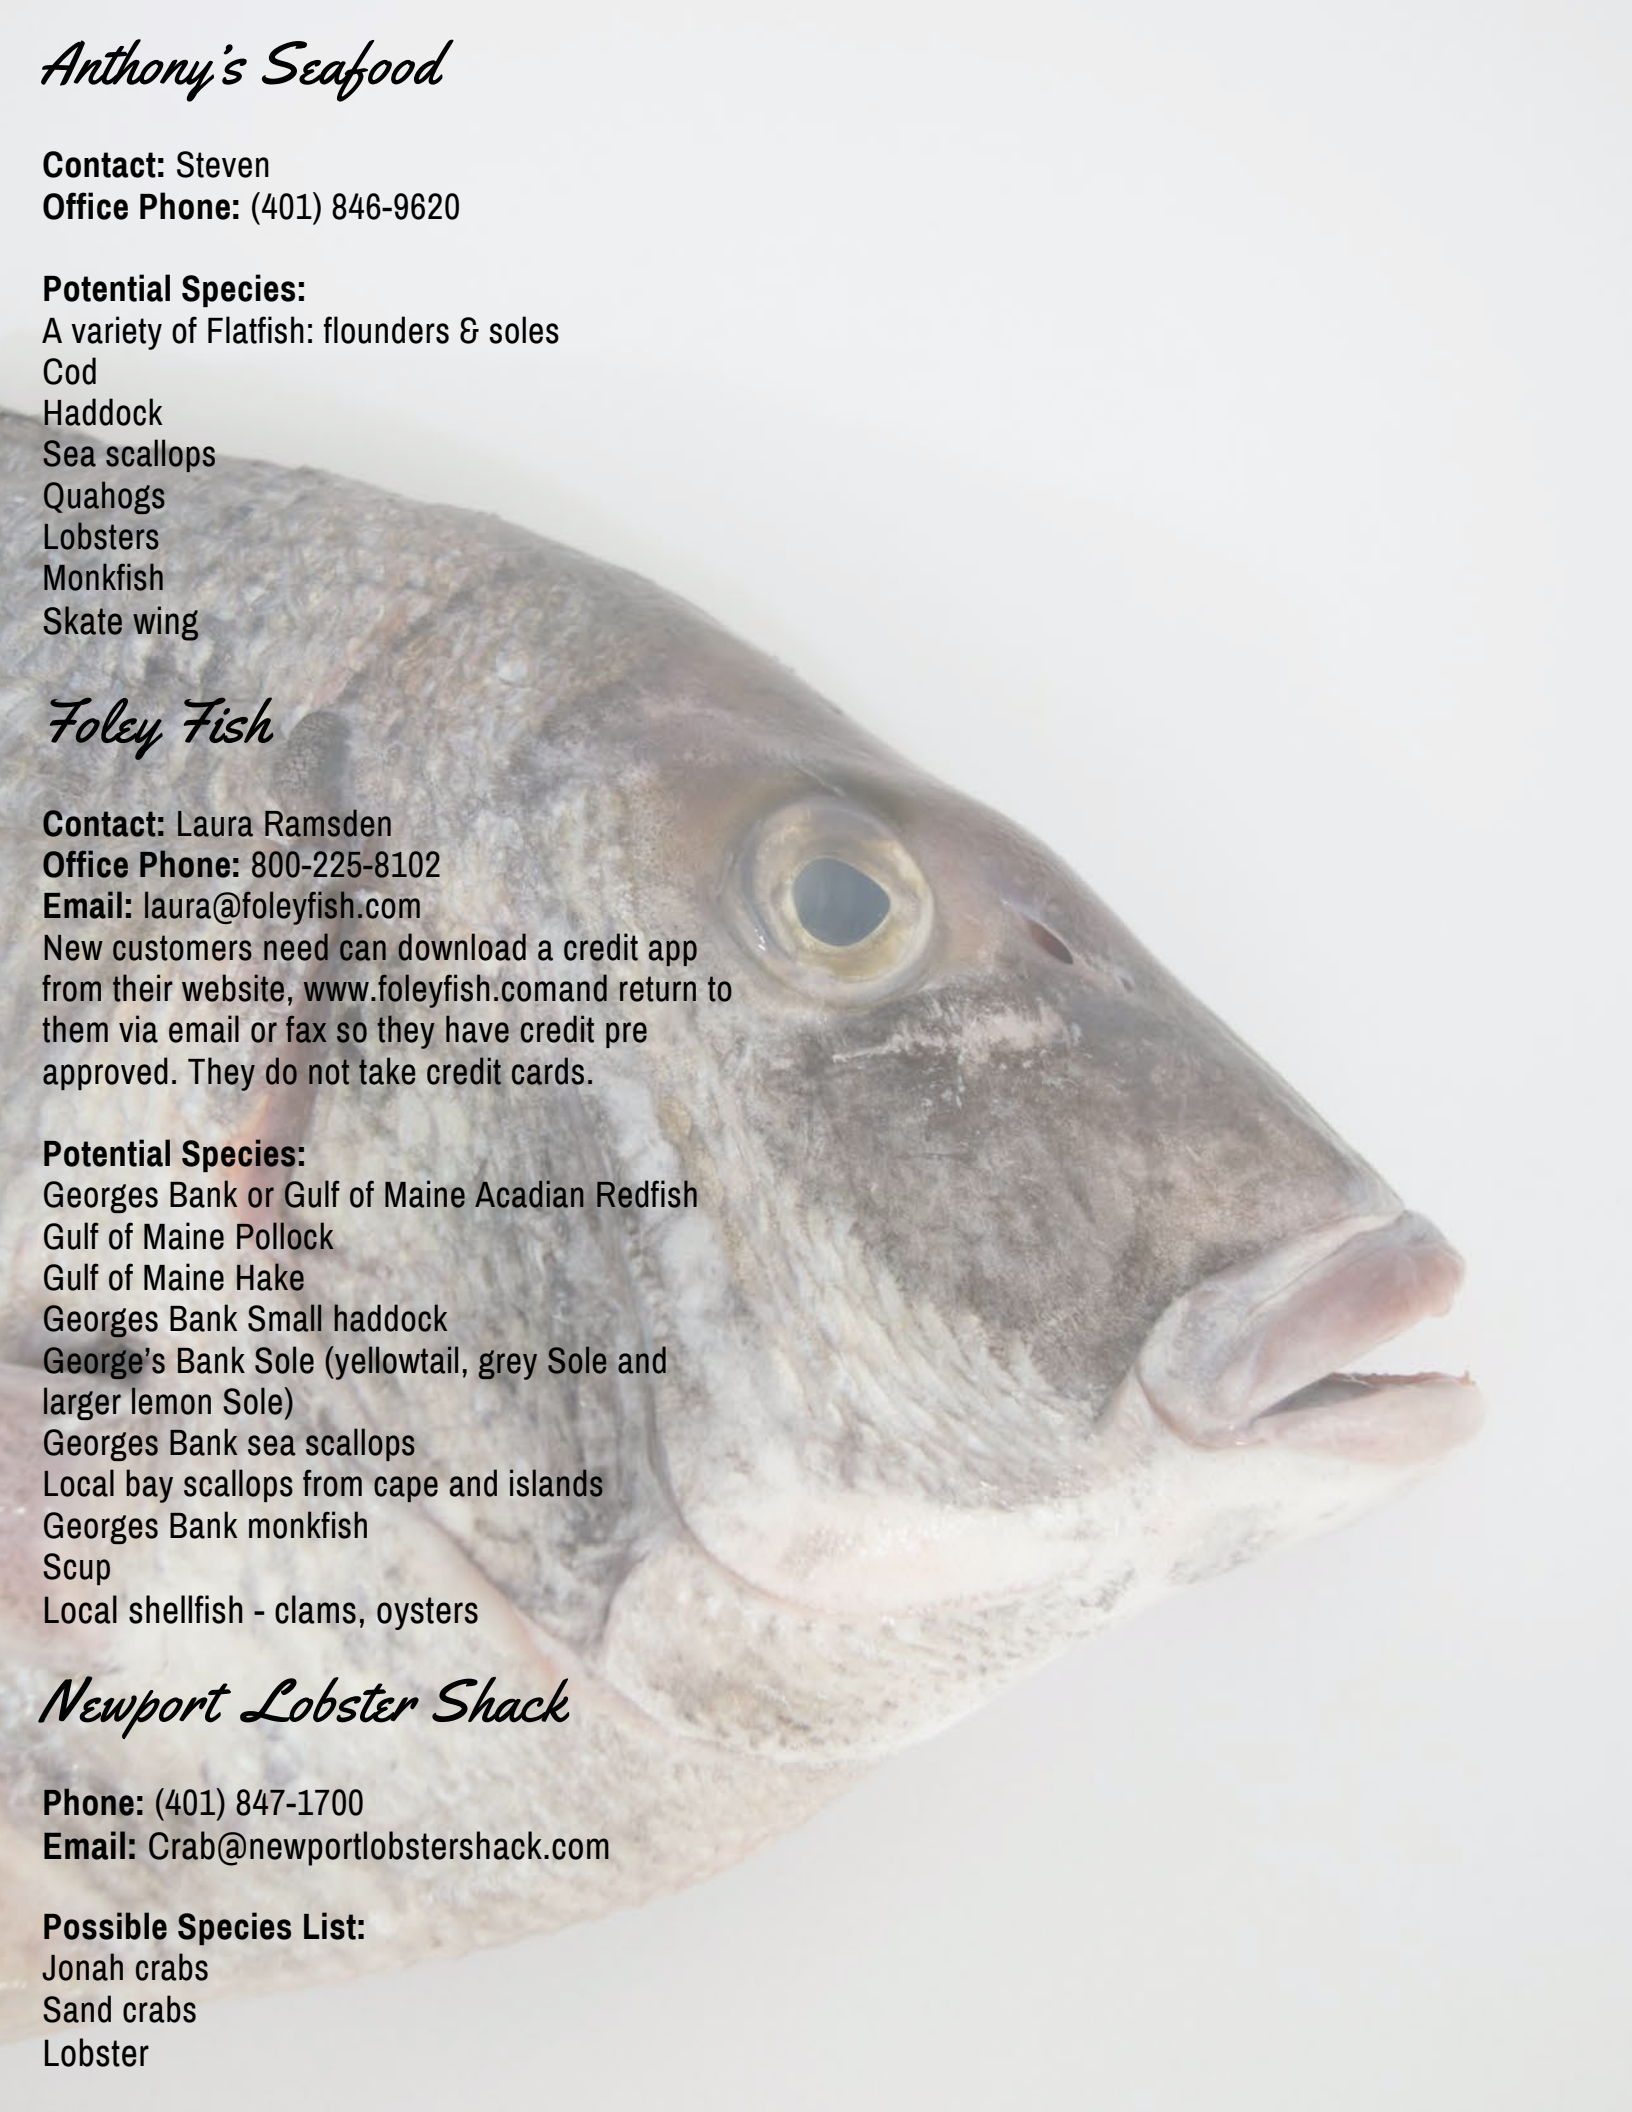 Anthony's Seafood
Contact: Steven
Office Phone: (401) 846-9620
Potential Species:
A variety of Flatfish: flounders & soles
Cod
Haddock
Sea scallops
Quahogs
Lobsters
Monkfish
Skate wing
Foley Fish
Contact: Laura Ramsden
Office Phone: 800-225-8102
Email: laura@foleyfish.com
New customers need can download a credit app
from their website, www.foleyfish.comand return to
them via email or fax so they have credit pre
approved. They do not take credit cards.
Potential Species:
Georges Bank or Gulf of Maine Acadian Redfish
Gulf of Maine Pollock
Gulf of Maine Hake
Georges Bank Small haddock
George's Bank Sole (yellowtail, grey Sole and
larger lemon Sole)
Georges Bank sea scallops
Local bay scallops from cape and islands
Georges Bank monkfish
Scup
Local shellfish - clams, oysters
Newport Lobster Shack
Phone: (401) 847-1700
Email: Crab@newportlobstershack.com
Possible Species List:
Jonah crabs
Sand crabs
Lobster